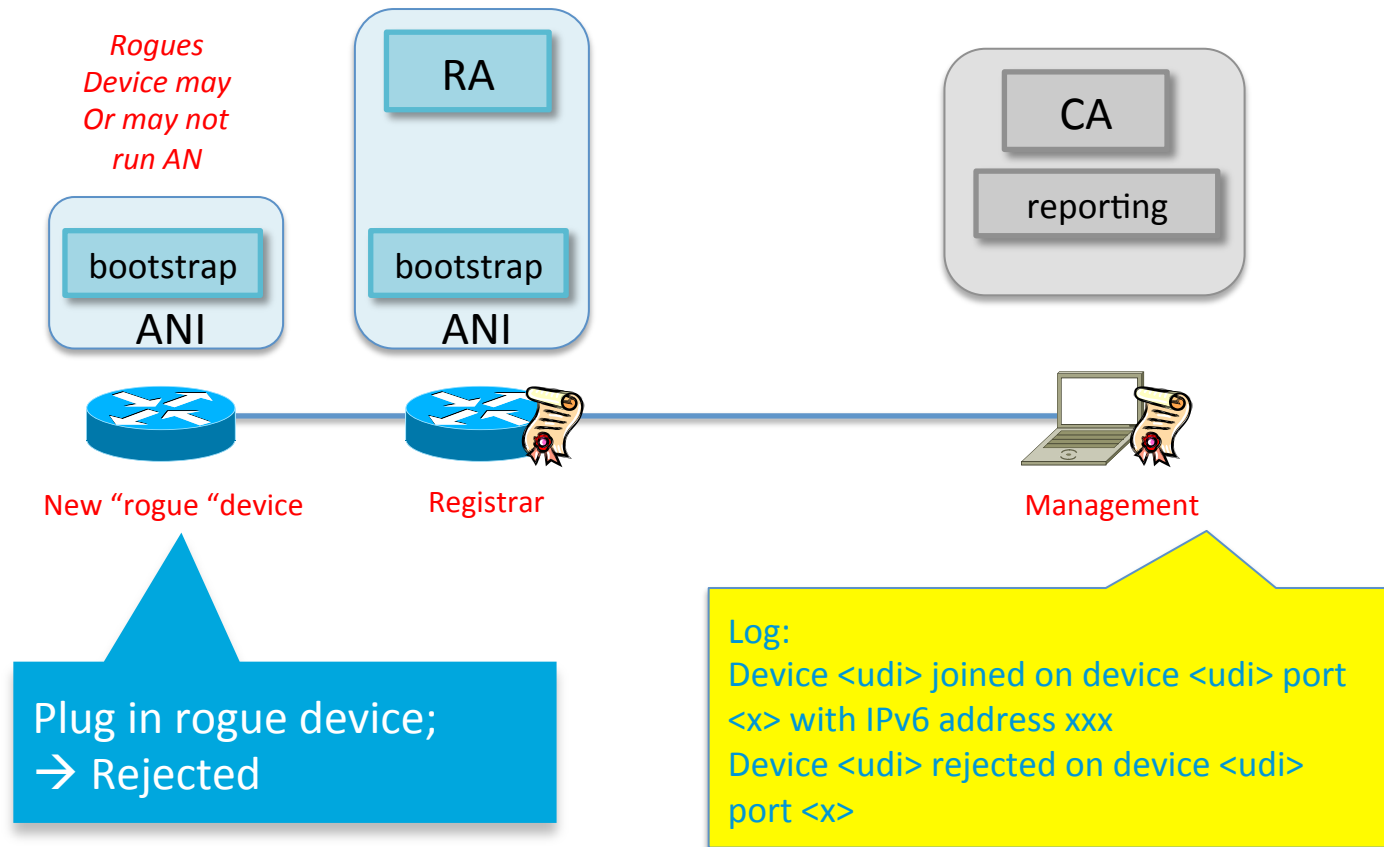 Rogues
Device may
Or may not
run AN
bootstrap
ANI
RA
bootstrap
ANI
CA
reporting
New “rogue “device
Registrar
Management
Plug in rogue device;
→ Rejected
Log:
Device <udi> joined on device <udi> port
<x> with IPv6 address xxx
Device <udi> rejected on device <udi>
port <x>